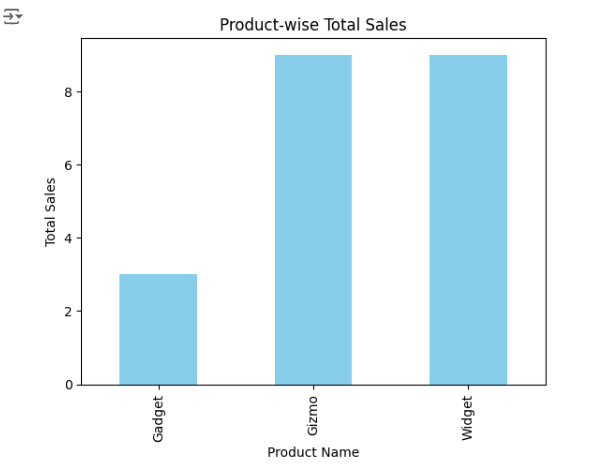 Product-wise Total Sales
Total Sales
8
6
4
2
0
Gadget
Gizmo
Widget
Product Name